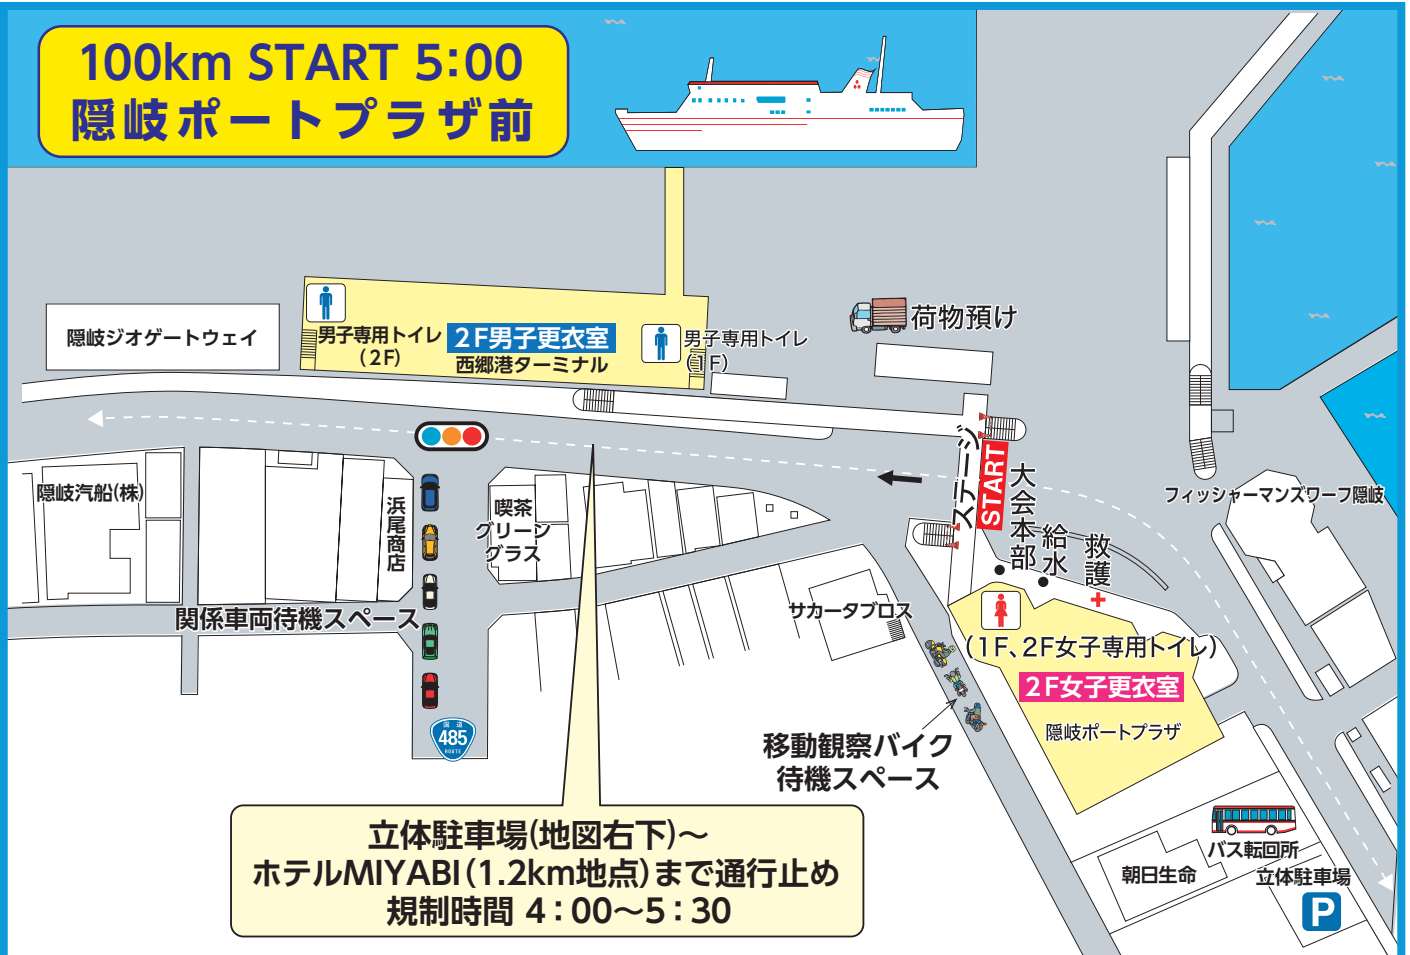 100km START 5:00
隠岐ポートプラザ前
荷物預け
隠岐ジオゲートウェイ
男子専用トイレ
(2F)
2F男子更衣室
西郷港ターミナル
男子専用トイレ
(1F)
ステージ
START
大会本部
給水
救護
フィッシャーマンズワーフ隠岐
隠岐汽船(株)
浜尾商店
喫茶
グリーン
グラス
関係車両待機スペース
サカータブロス
(1F、2F女子専用トイレ)
2F女子更衣室
隠岐ポートプラザ
国道
485
ROUTE
移動観察バイク
待機スペース
立体駐車場(地図右下)～
ホテルMIYABI(1.2km地点)まで通行止め
規制時間 4：00～5：30
バス転回所
朝日生命
立体駐車場
P